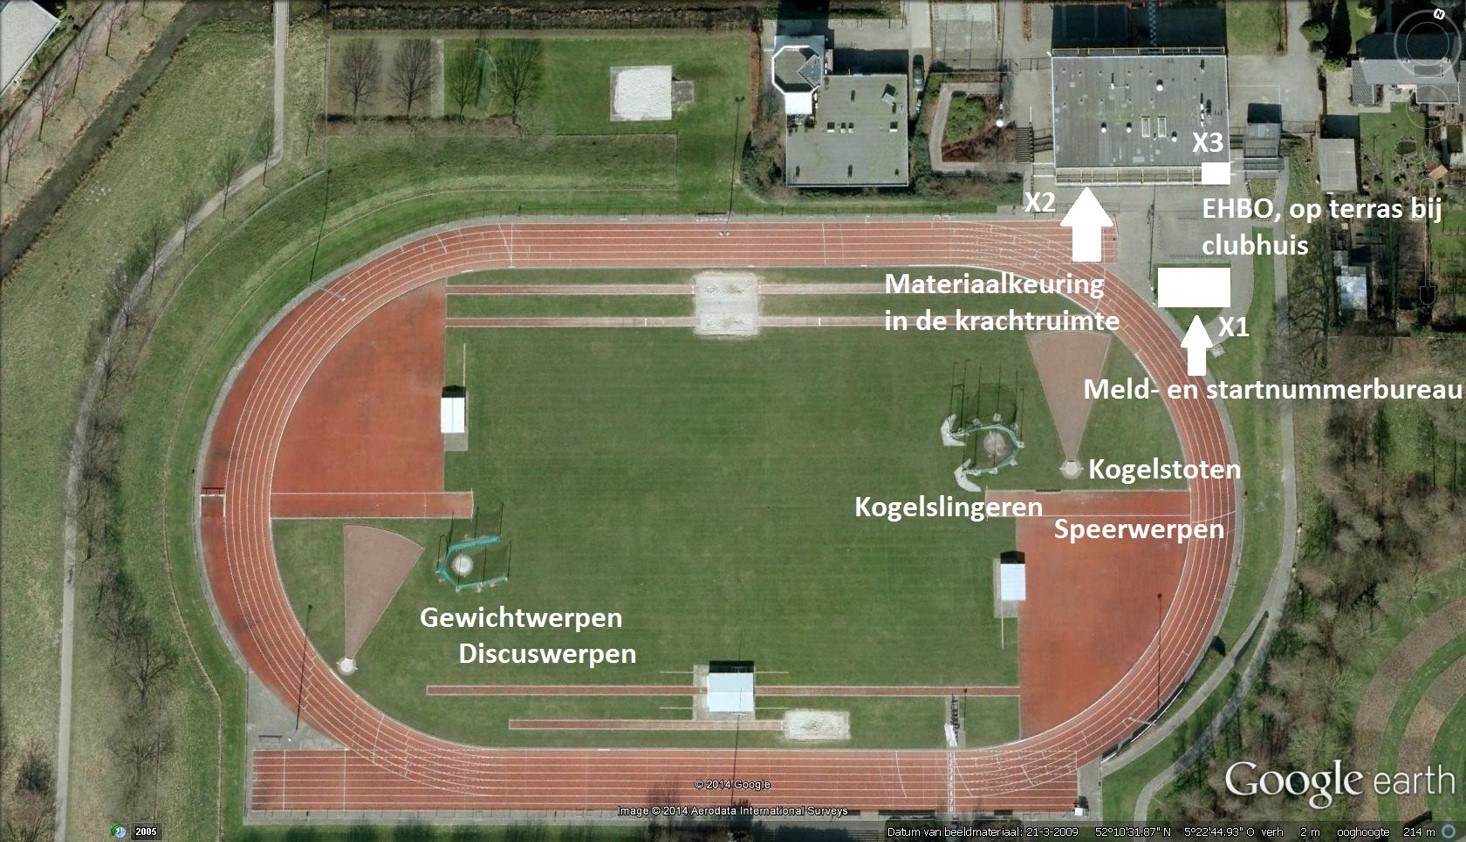 N
X3
X2
EHBO, op terras bij
clubhuis
Materiaalkeuring
in de krachtruimte
X1
Meld- en startnummerbureau
Kogelstoten
Kogelslingeren
Speerwerpen
Gewichtwerpen
Discuswerpen
Google earth
© 2014 Google
Image © 2014 Aerodata International Surveys
2005
Datum van beeldmateriaal: 21-3-2009 52°10'31.87" N 5°22'44.93" O verh 2 m ooghoogte 214 m